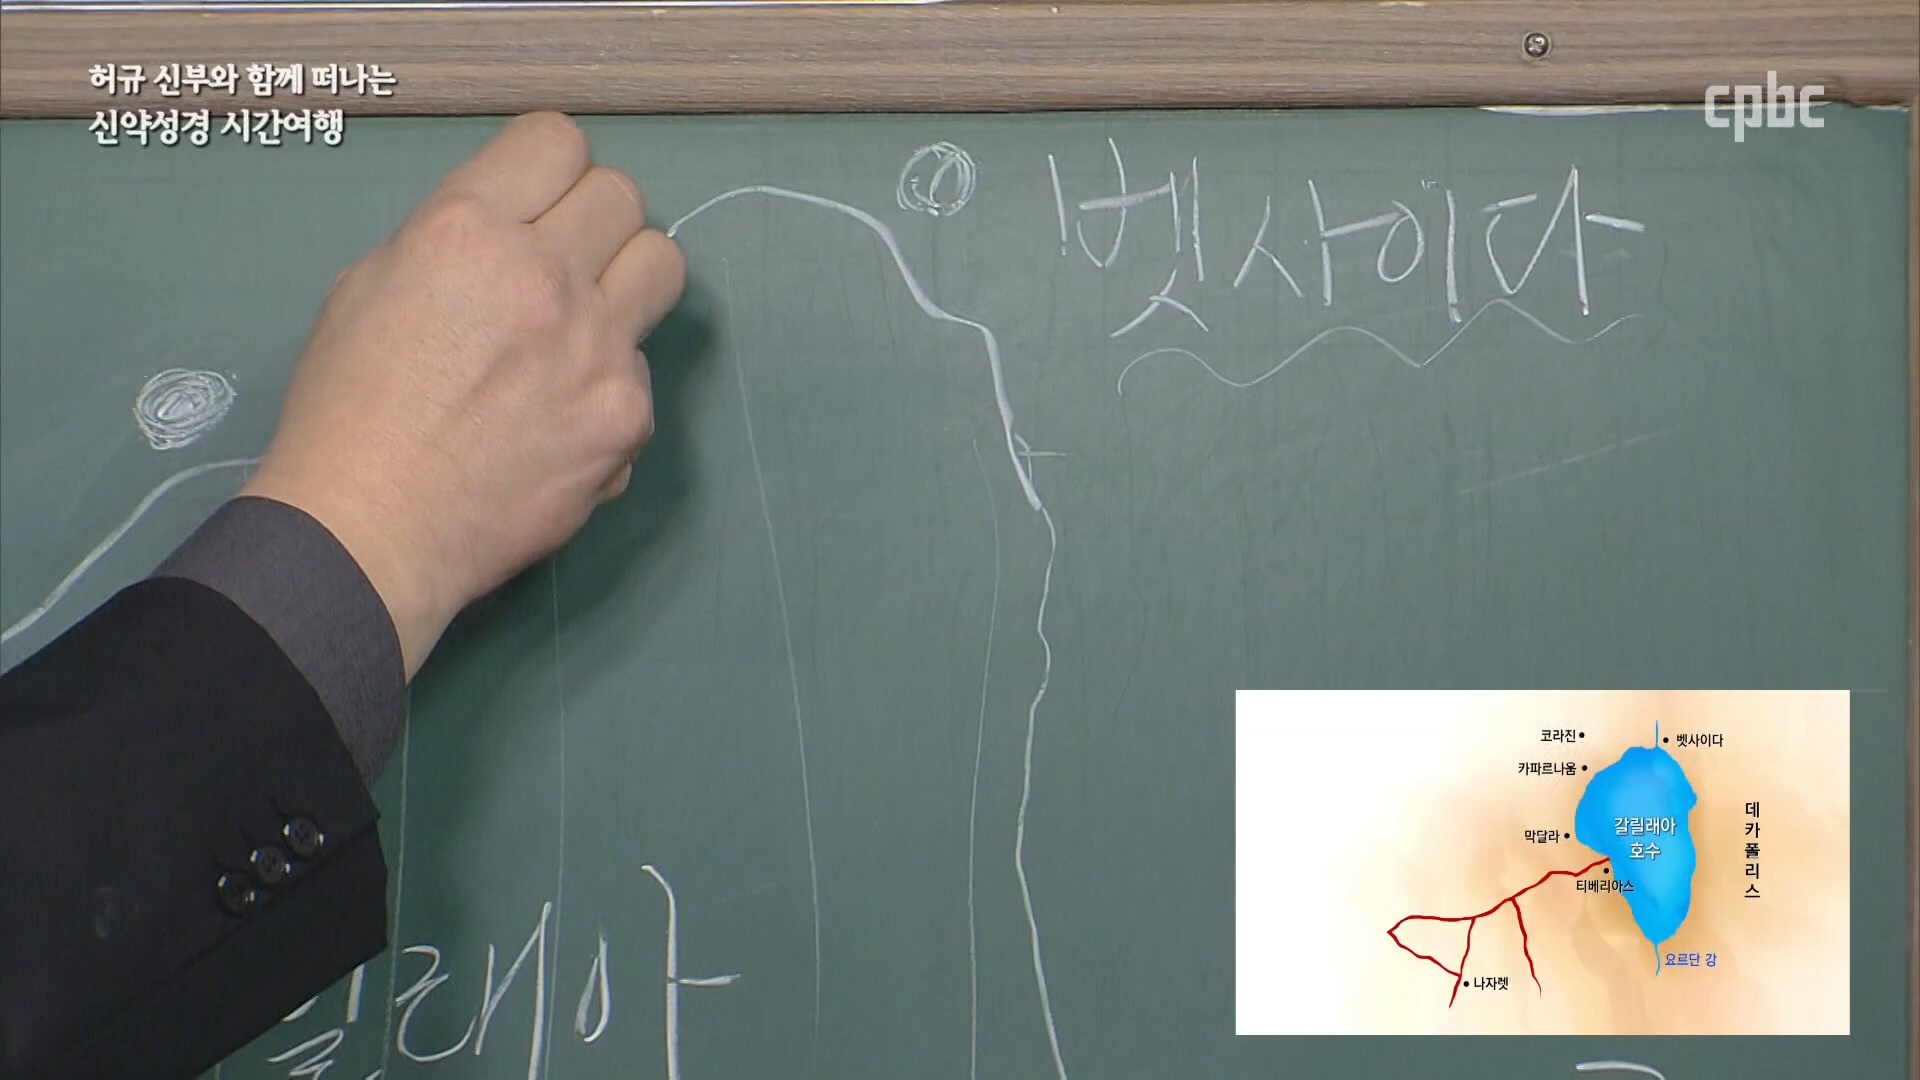 허규 신부와 함께 떠나는
신약성경 시간여행
cpbc
벳사이다
릴래아
코라진
벳사이다
카파르나움
데카폴리스
갈릴래아
호수
막달라
티베리아스
요르단 강
나자렛